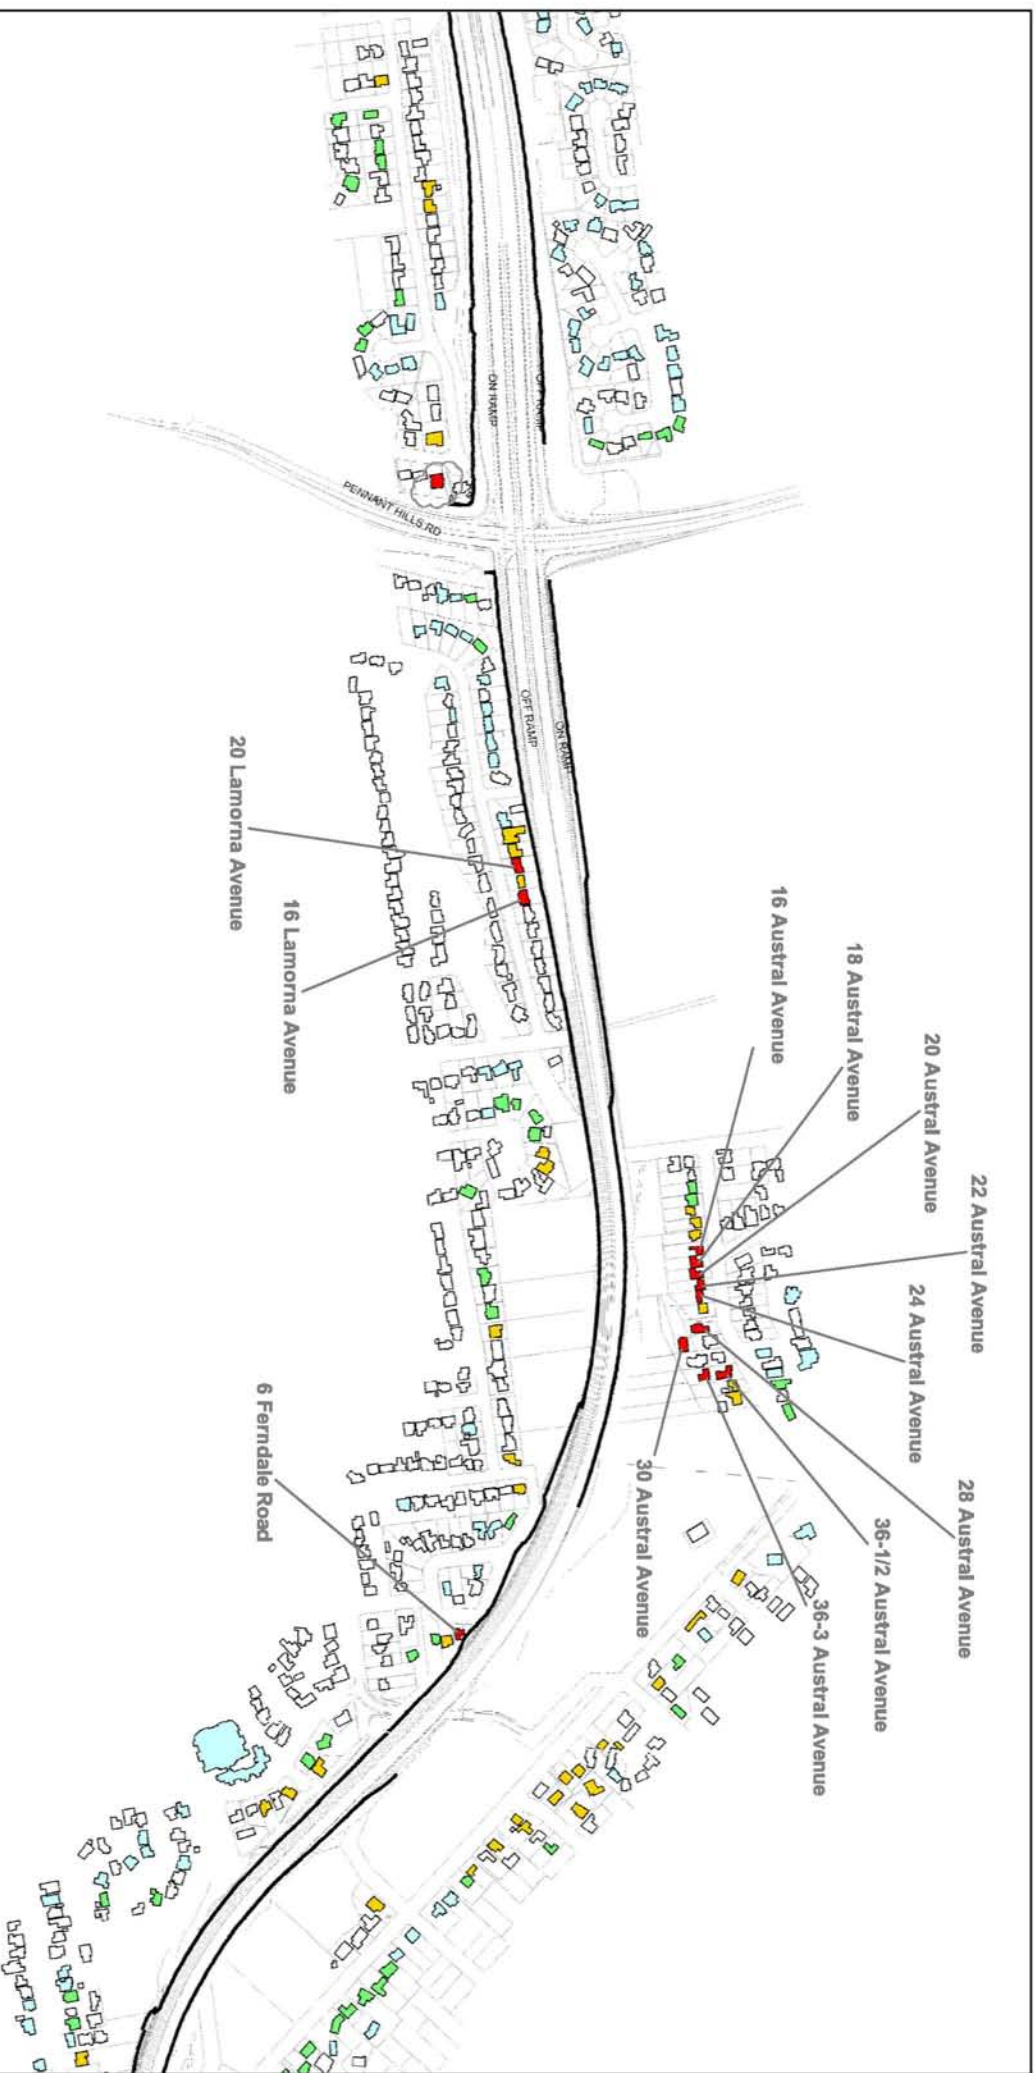 ON RAMP
OFF RAMP
PENNANT HILLS RD
OFF RAMP
ON RAMP
20 Lamorna Avenue
16 Lamorna Avenue
16 Austral Avenue
18 Austral Avenue
20 Austral Avenue
22 Austral Avenue
24 Austral Avenue
28 Austral Avenue
36-1/2 Austral Avenue
36-3 Austral Avenue
30 Austral Avenue
6 Ferndale Road